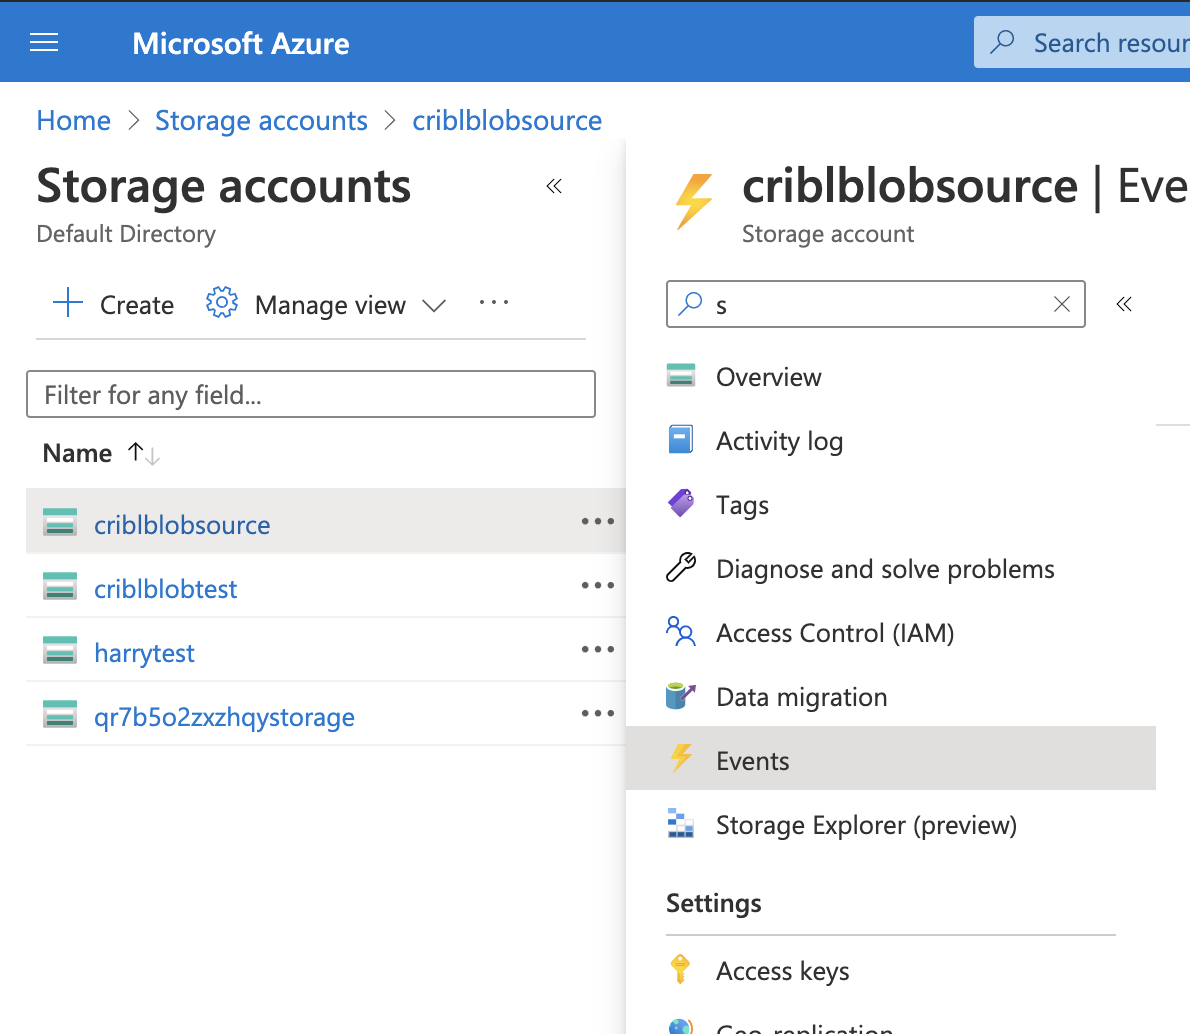 Microsoft Azure
Search resour
Home > Storage accounts > criblblobsource
Storage accounts
Default Directory
Create
Manage view
Filter for any field...
Name
criblblobsource
criblblobtest
harrytest
qr7b5o2zxzhqystorage
criblblobsource | Eve
Storage account
s
Overview
Activity log
Tags
Diagnose and solve problems
Access Control (IAM)
Data migration
Events
Storage Explorer (preview)
Settings
Access keys
Geo-replication